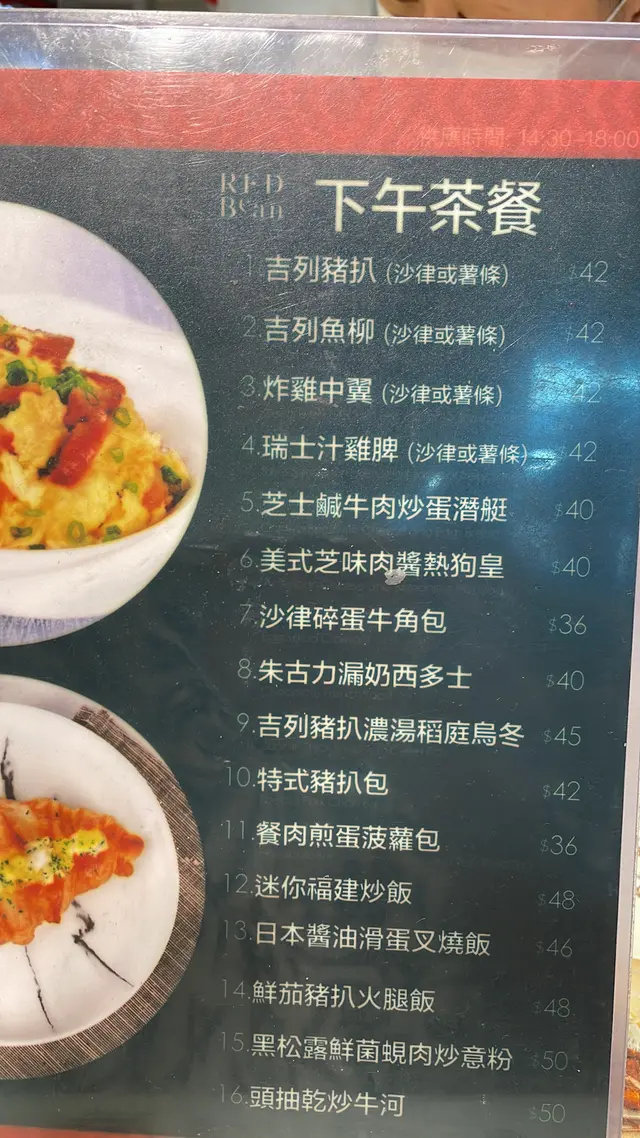 供應時間 14:30-18:00
RED
Bean
下午茶餐
1.吉列豬扒 (沙律或薯條) $42
2.吉列魚柳 (沙律或薯條) $42
3.炸雞中翼 (沙律或薯條) $42
4.瑞士汁雞脾 (沙律或薯條) $42
5.芝士鹹牛肉炒蛋潛艇 $40
6.美式芝味肉醬熱狗皇 $40
7.沙律碎蛋牛角包 $36
8.朱古力漏奶西多士 $40
9.吉列豬扒濃湯稻庭烏冬 $45
10.特式豬扒包 $42
11.餐肉煎蛋菠蘿包 $36
12.迷你福建炒飯 $48
13.日本醬油滑蛋叉燒飯 $46
14.鮮茄豬扒火腿飯 $48
15.黑松露鮮菌蜆肉炒意粉 $50
16.頭抽乾炒牛河 $50